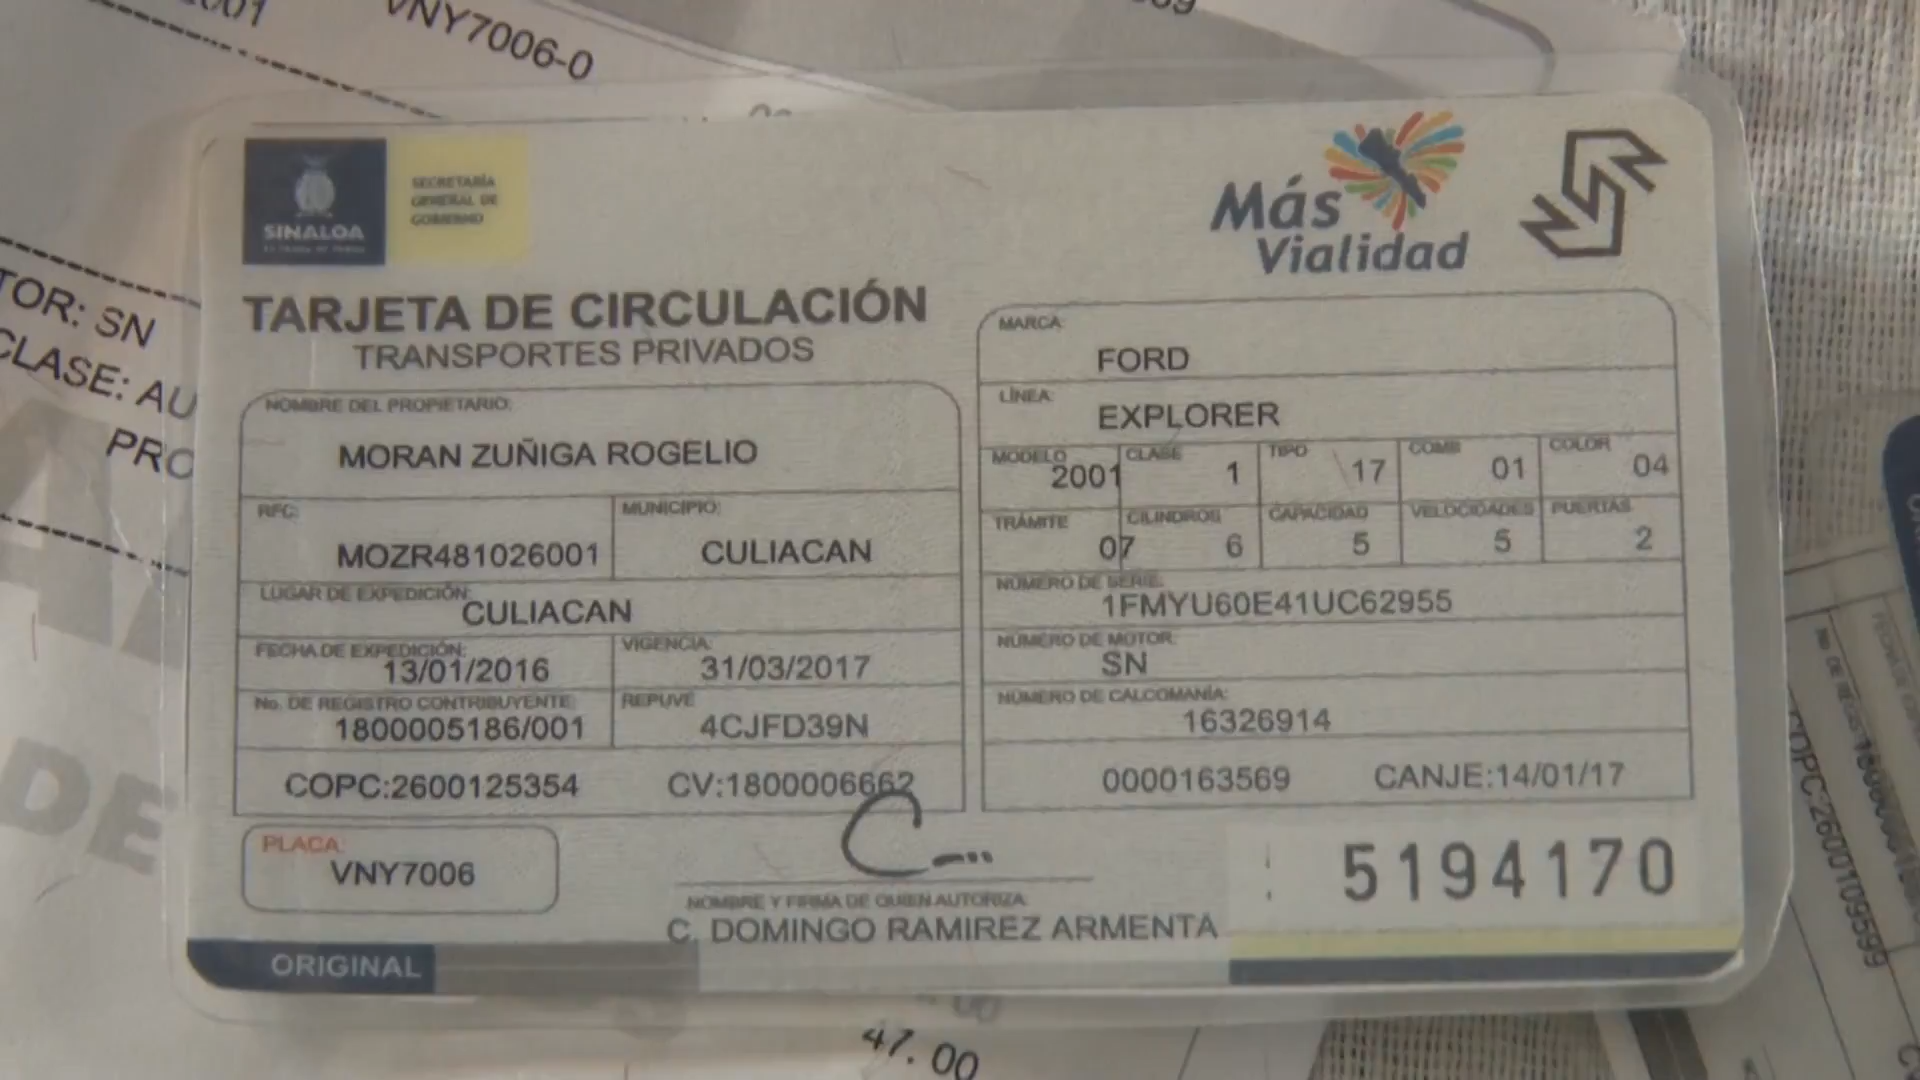 VNY7006-0
TOR: SN
CLASE: AU
PRO
DE
SINALOA
SECRETARÍA
GENERAL DE
GOBIERNO
Más
Vialidad
TARJETA DE CIRCULACIÓN
TRANSPORTES PRIVADOS
NOMBRE DEL PROPIETARIO:
MORAN ZUÑIGA ROGELIO
RFC: MUNICIPIO:
MOZR481026001 CULIACAN
LUGAR DE EXPEDICIÓN:
CULIACAN
FECHA DE EXPEDICIÓN: VIGENCIA:
13/01/2016 31/03/2017
No. DE REGISTRO CONTRIBUYENTE: REPUVE
1800005186/001 4CJFD39N
COPC:2600125354 CV:1800006662
MARCA:
FORD
LÍNEA:
EXPLORER
MODELO CLASE TIPO COMB COLOR
2001 1 17 01 04
TRÁMITE CILINDROS CAPACIDAD VELOCIDADES PUERTAS
07 6 5 5 2
NÚMERO DE SERIE:
1FMYU60E41UC62955
NÚMERO DE MOTOR:
SN
NÚMERO DE CALCOMANÍA:
16326914
0000163569 CANJE:14/01/17
PLACA:
VNY7006
NOMBRE Y FIRMA DE QUIEN AUTORIZA:
C. DOMINGO RAMIREZ ARMENTA
5194170
ORIGINAL
47.00
COPC:2600109599